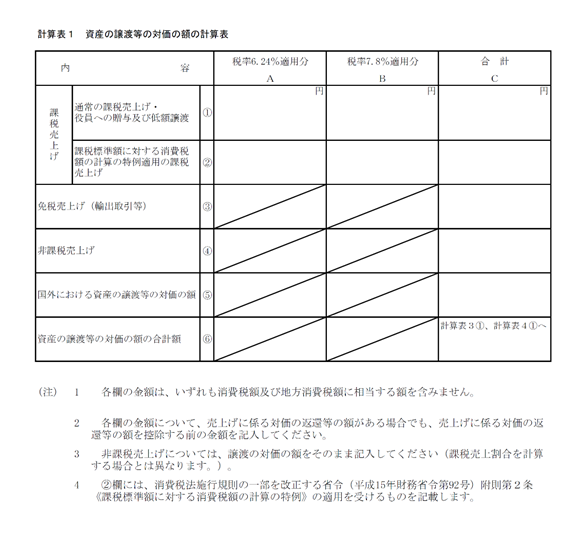 計算表１　資産の譲渡等の対価の額の計算表
内　容　税率6.24％適用分　税率7.8％適用分　合　計
A　B　C
円　円　円
課税売上げ
通常の課税売上げ・
役員への贈与及び低額譲渡　①
課税標準額に対する消費税
額の計算の特例適用の課税
売上げ　②
免税売上げ（輸出取引等）　③
非課税売上げ　④
国外における資産の譲渡等の対価の額　⑤
計算表３①、計算表４①へ
資産の譲渡等の対価の額の合計額　⑥
（注）　１　各欄の金額は、いずれも消費税額及び地方消費税額に相当する額を含みません。
２　各欄の金額について、売上げに係る対価の返還等の額がある場合でも、売上げに係る対価の返
還等の額を控除する前の金額を記入してください。
３　非課税売上げについては、譲渡の対価の額をそのまま記入してください（課税売上割合を計算
する場合とは異なります。）。
４　②欄には、消費税法施行規則の一部を改正する省令（平成15年財務省令第92号）附則第２条
《課税標準額に対する消費税額の計算の特例》の適用を受けるものを記載します。